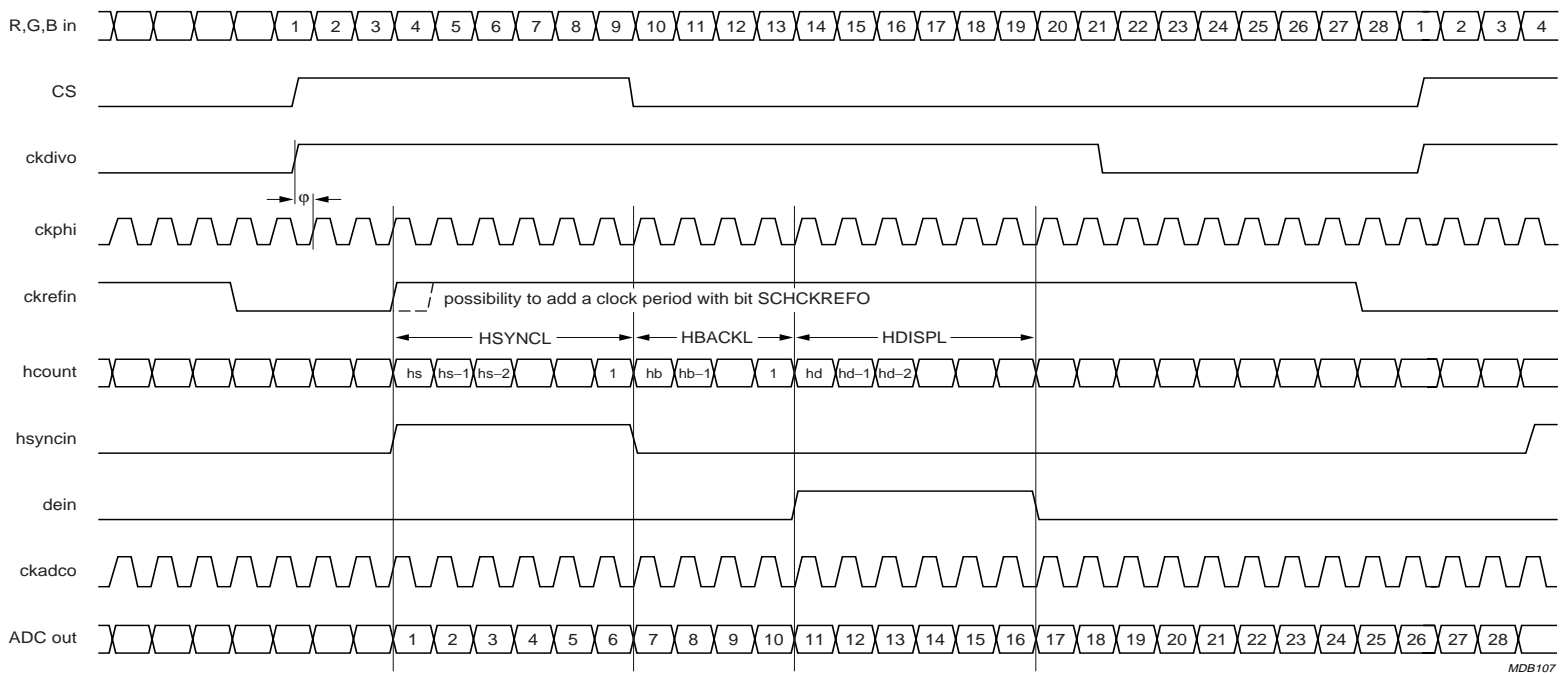 R,G,B in 1 2 3 4 5 6 7 8 9 10 11 12 13 14 15 16 17 18 19 20 21 22 23 24 25 26 27 28 1 2 3 4
CS
ckdivo
φ
ckphi
ckrefin possibility to add a clock period with bit SCHCKREFO
HSYNCL HBACKL HDISPL
hcount hs hs–1 hs–2 1 hb hb–1 1 hd hd–1 hd–2
hsyncin
dein
ckadco
ADC out 1 2 3 4 5 6 7 8 9 10 11 12 13 14 15 16 17 18 19 20 21 22 23 24 25 26 27 28
MDB107